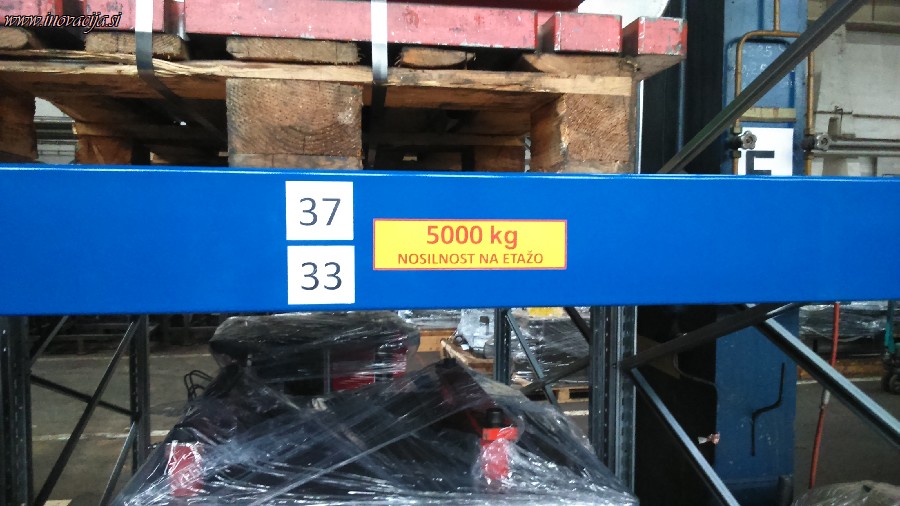 www.inovacija.si
E
37
33
5000 kg
NOSILNOST NA ETAŽO